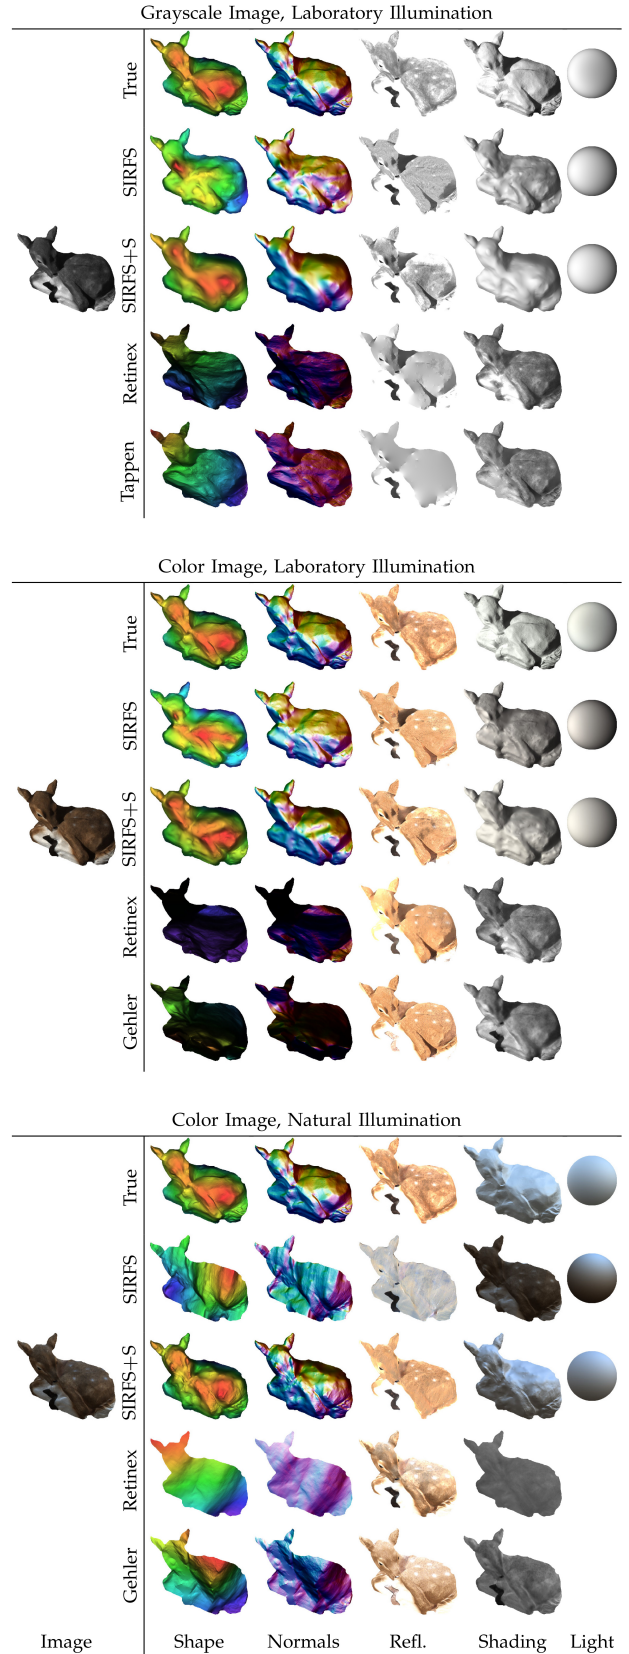 Grayscale Image, Laboratory Illumination
True
SIRFS
SIRFS+S
Retinex
Tappen
Color Image, Laboratory Illumination
True
SIRFS
SIRFS+S
Retinex
Gehler
Color Image, Natural Illumination
True
SIRFS
SIRFS+S
Retinex
Gehler
Image Shape Normals Refl. Shading Light